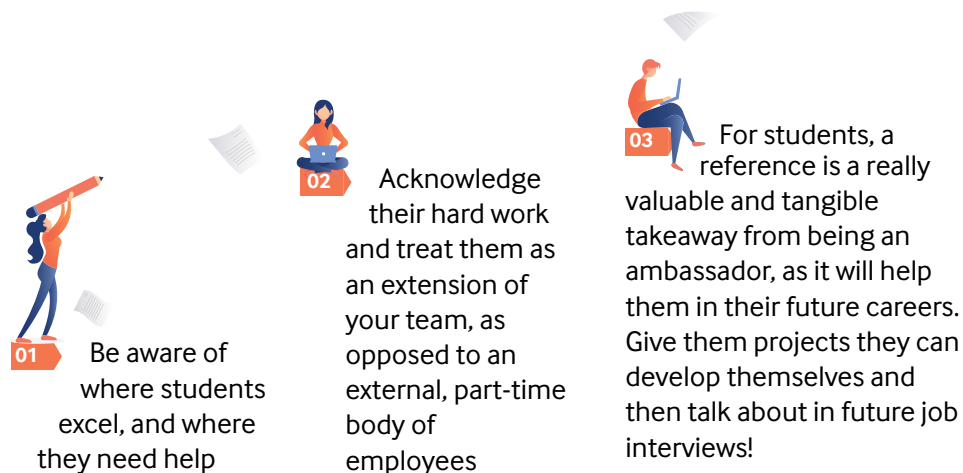 01
Be aware of
where students
excel, and where
they need help
02
Acknowledge
their hard work
and treat them as
an extension of
your team, as
opposed to an
external, part-time
body of
employees
03
For students, a
reference is a really
valuable and tangible
takeaway from being an
ambassador, as it will help
them in their future careers.
Give them projects they can
develop themselves and
then talk about in future job
interviews!